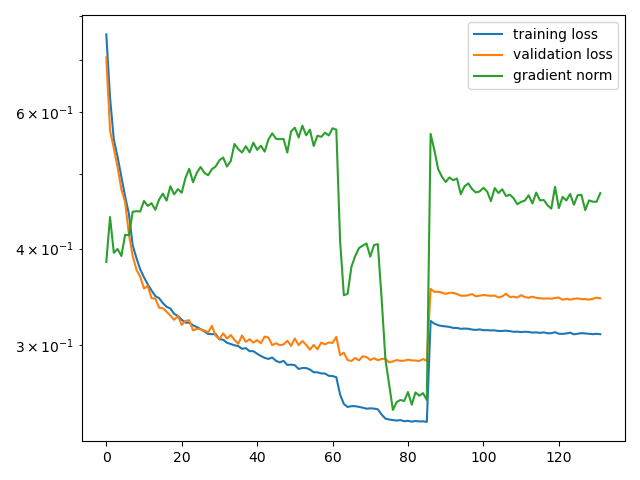 training loss
validation loss
gradient norm
6 × 10⁻¹
4 × 10⁻¹
3 × 10⁻¹
0 20 40 60 80 100 120